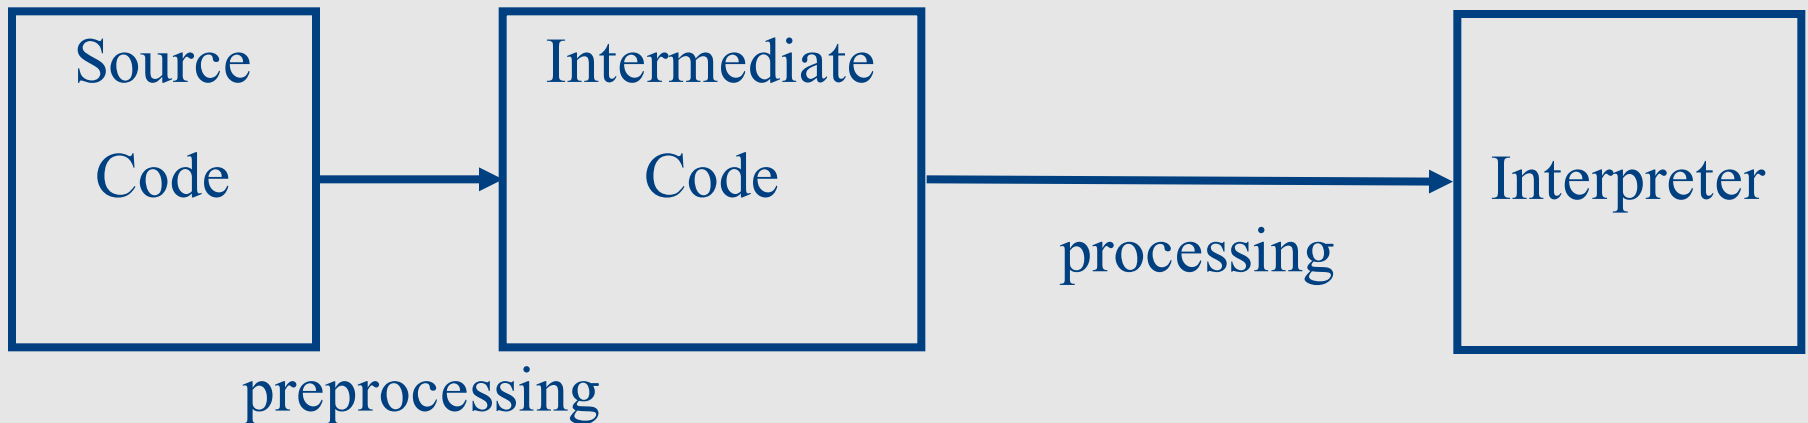 Source
Code
Intermediate
Code
Interpreter
processing
preprocessing